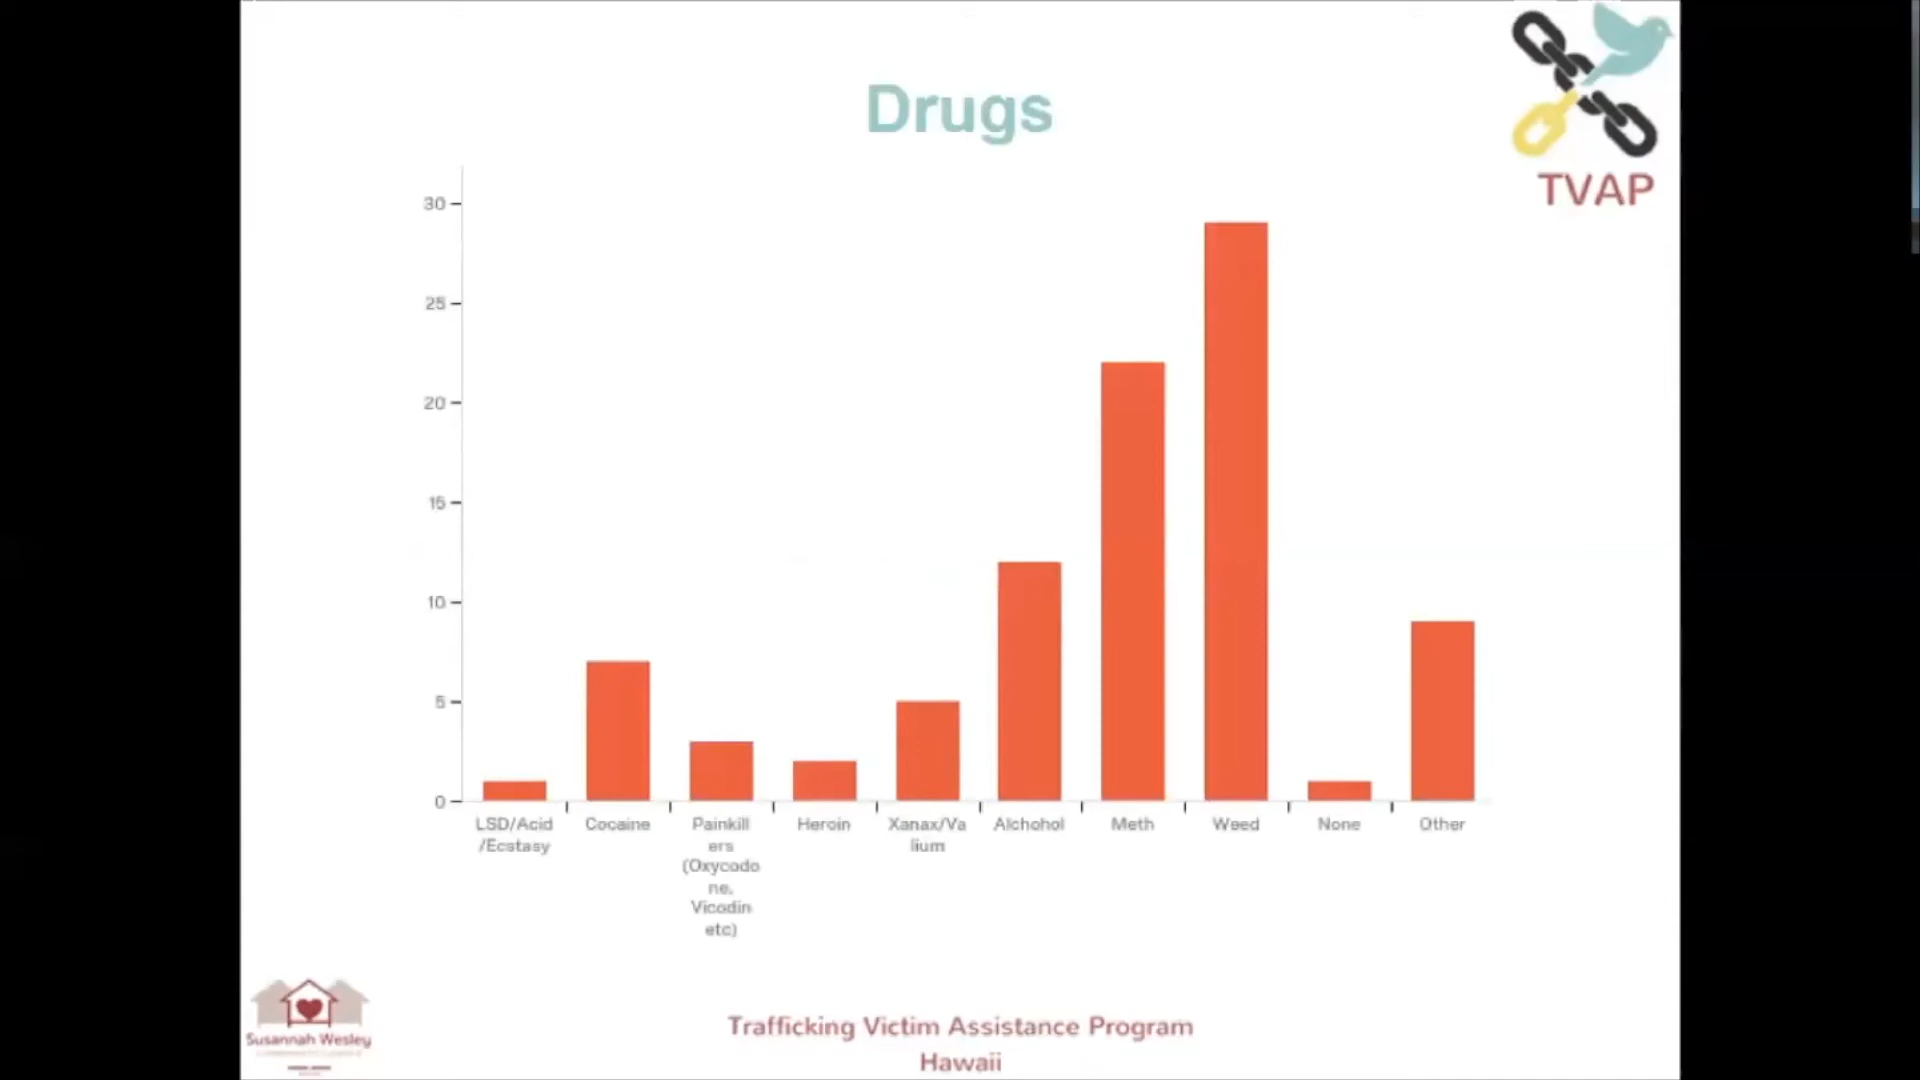 Drugs
TVAP
30
25
20
15
10
5
0
LSD/Acid
/Ecstasy
Cocaine
Painkill
ers
(Oxycodo
ne,
Vicodin
etc)
Heroin
Xanax/Va
lium
Alchohol
Meth
Weed
None
Other
Susannah Wesley
Trafficking Victim Assistance Program
Hawaii